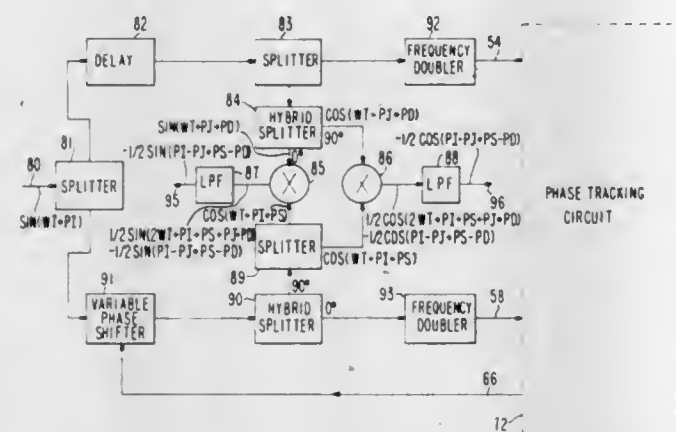 82
83
92
DELAY
SPLITTER
FREQUENCY
DOUBLER
54
84
HYBRID
SPLITTER
COS(WT+PJ+PD)
90°
SIN(WT+PJ+PD)
0°
81
80
SPLITTER
SIN(WT+PI)
-1/2 SIN(PI-PJ+PS-PD)
LPF
87
95
85
86
-1/2 COS(PI-PJ+PS-PD)
LPF
88
96
COS(WT+PI+PS)
1/2 SIN(2WT+PI+PS+PJ+PD)
-1/2 SIN(PI-PJ+PS-PD)
1/2 COS(2WT+PI+PS+PJ+PD)
-1/2 COS(PI-PJ+PS-PD)
SPLITTER
89
COS(WT+PI+PS)
PHASE TRACKING
CIRCUIT
91
VARIABLE
PHASE
SHIFTER
90
90°
HYBRID
SPLITTER
0°
93
FREQUENCY
DOUBLER
58
66
12